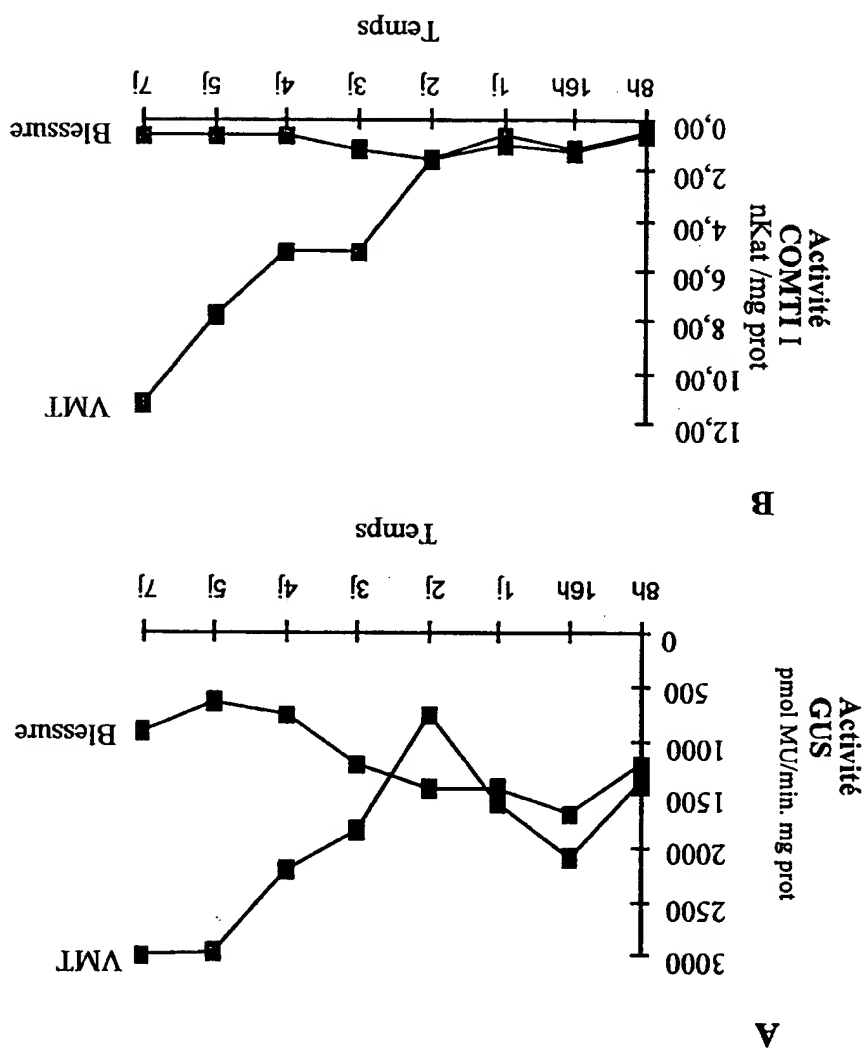 A
Activité
GUS
pmol MU/min. mg prot
3000
2500
2000
1500
1000
500
0
VMT
Blessure
8h 16h 1j 2j 3j 4j 5j 7j
Temps
B
Activité
COMTI I
nKat /mg prot
12,00
10,00
8,00
6,00
4,00
2,00
0,00
VMT
Blessure
8h 16h 1j 2j 3j 4j 5j 7j
Temps